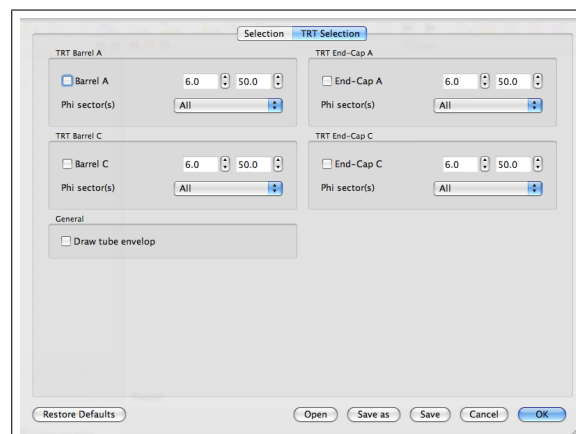 Selection TRT Selection
TRT Barrel A
Barrel A 6.0 50.0
Phi sector(s) All
TRT End-Cap A
End-Cap A 6.0 50.0
Phi sector(s) All
TRT Barrel C
Barrel C 6.0 50.0
Phi sector(s) All
TRT End-Cap C
End-Cap C 6.0 50.0
Phi sector(s) All
General
Draw tube envelop
Restore Defaults Open Save as Save Cancel OK